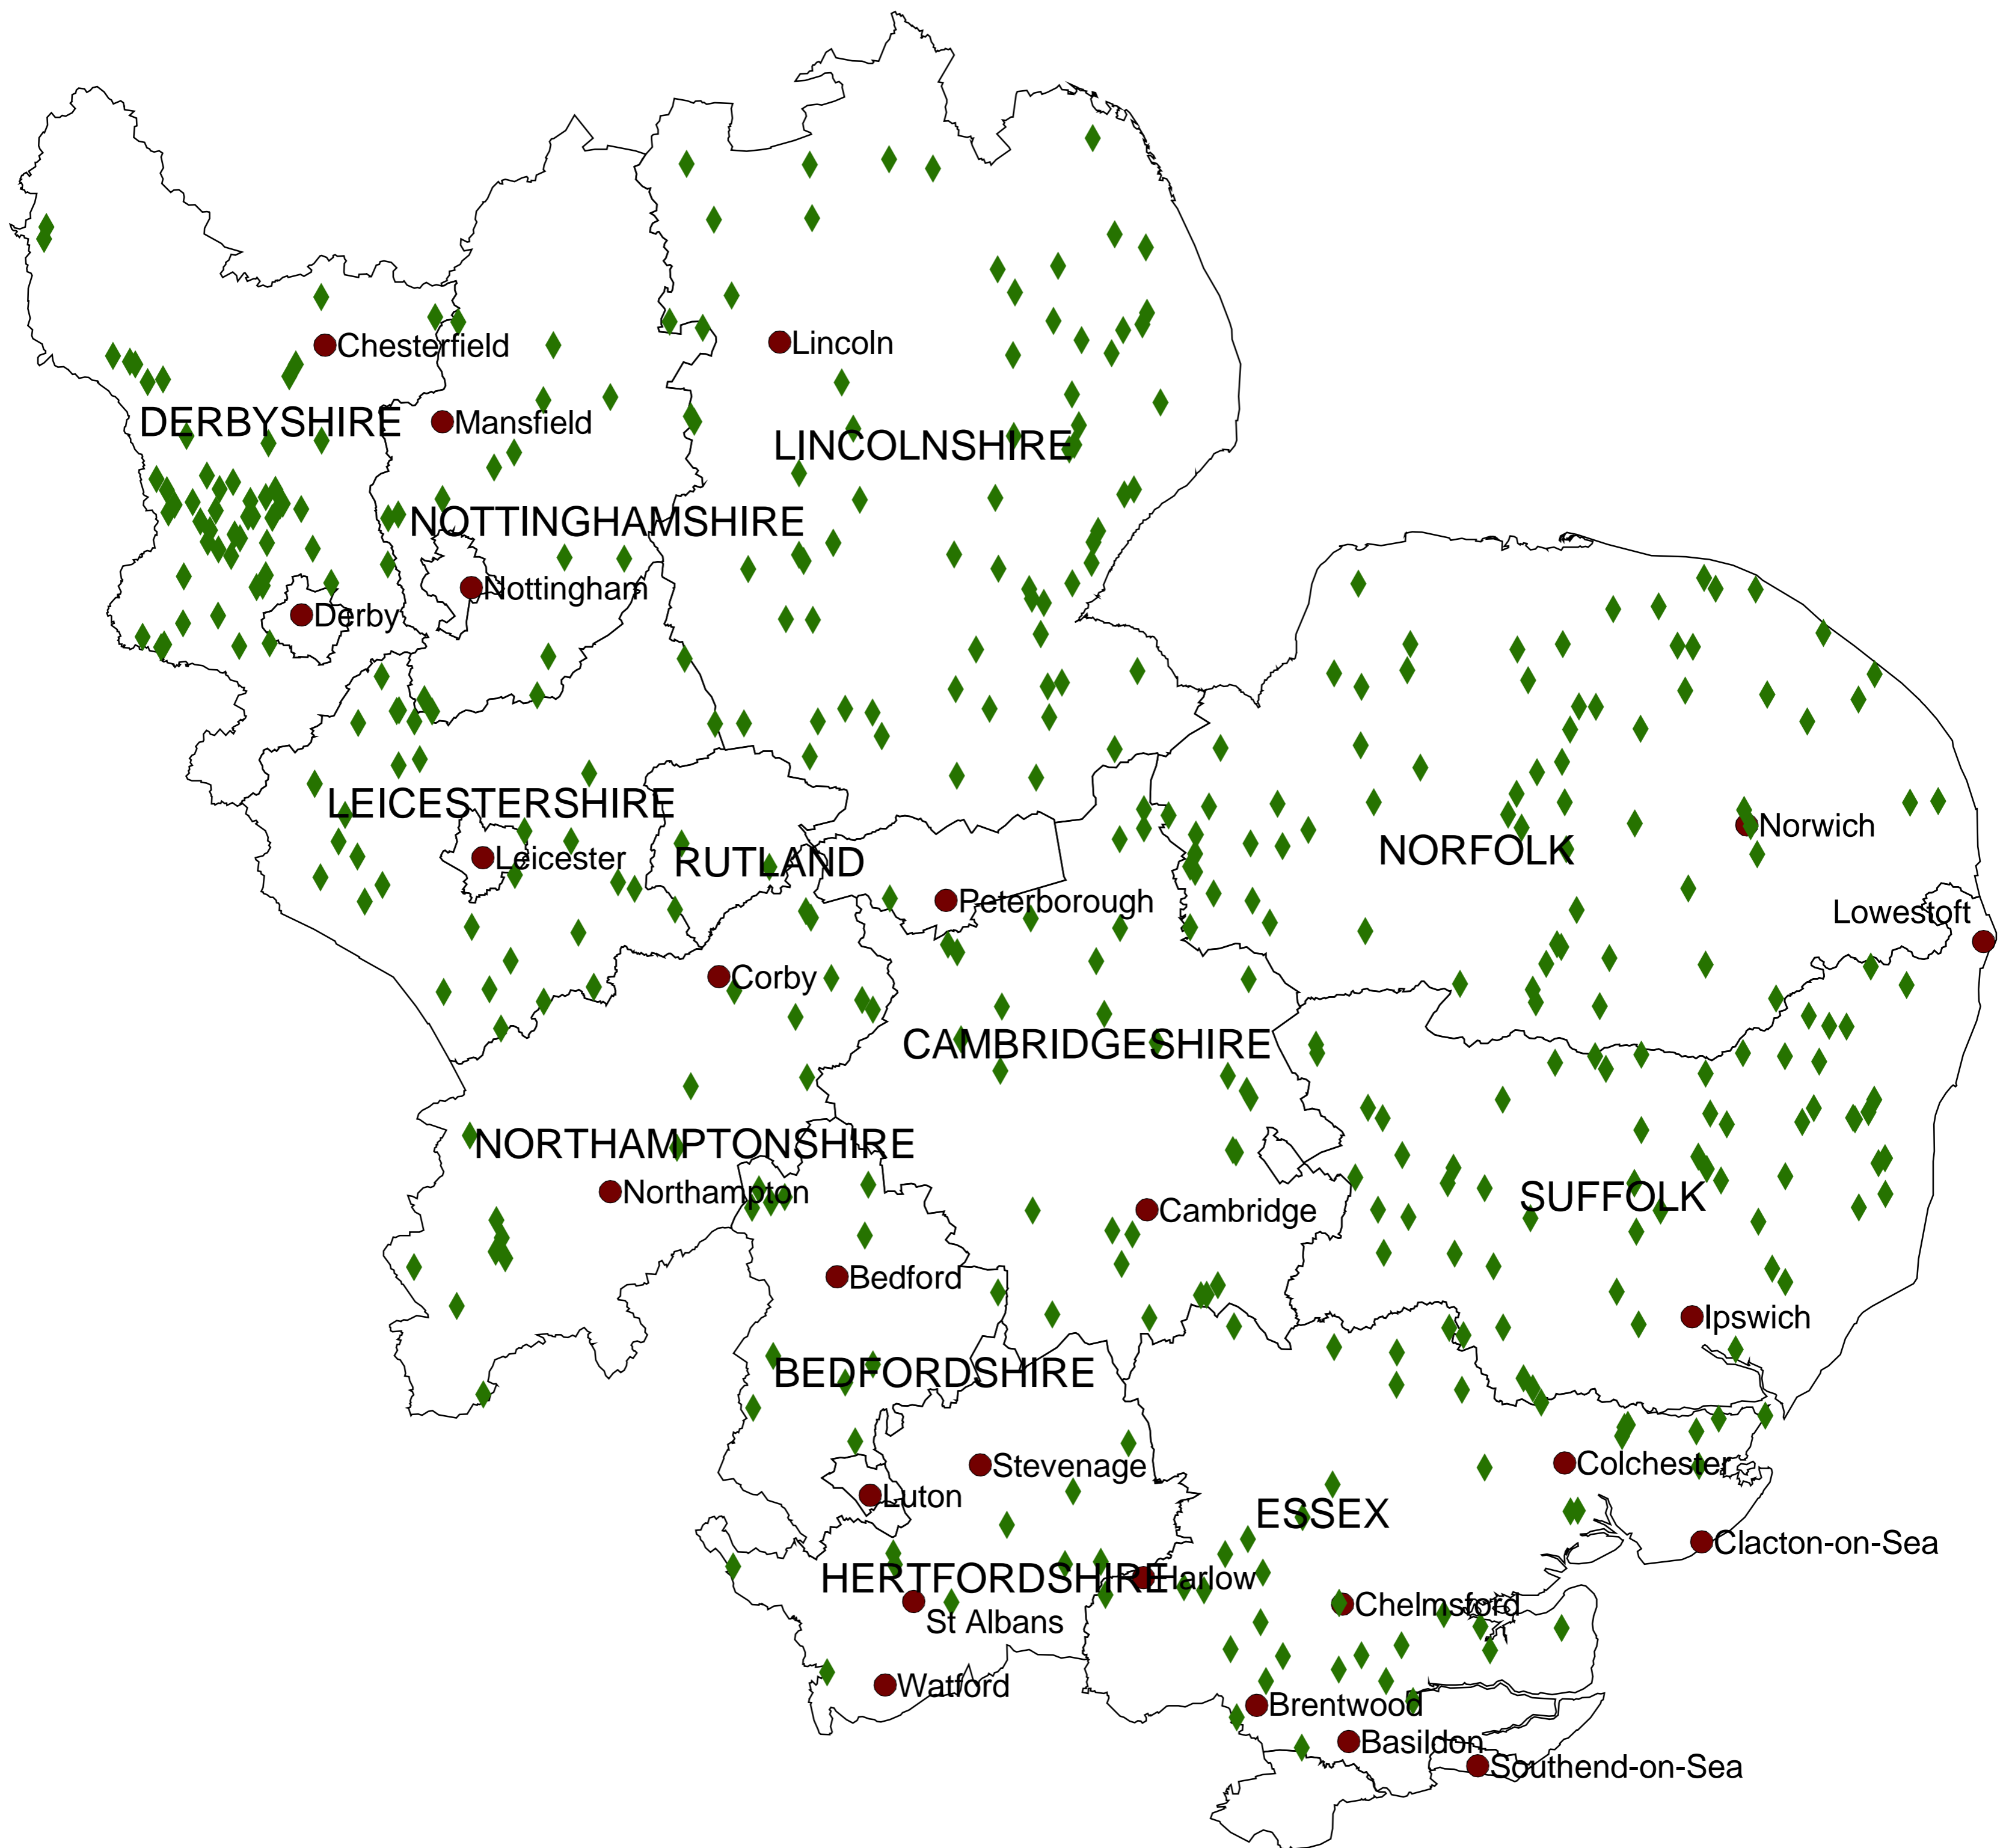 Chesterfield
Lincoln
DERBYSHIRE
Mansfield
LINCOLNSHIRE
NOTTINGHAMSHIRE
Nottingham
Derby
LEICESTERSHIRE
Norwich
NORFOLK
Leicester
RUTLAND
Peterborough
Lowestoft
Corby
CAMBRIDGESHIRE
NORTHAMPTONSHIRE
Northampton
SUFFOLK
Cambridge
Bedford
Ipswich
BEDFORDSHIRE
Stevenage
Colchester
Luton
ESSEX
Clacton-on-Sea
HERTFORDSHIRE
Harlow
Chelmsford
St Albans
Watford
Brentwood
Basildon
Southend-on-Sea